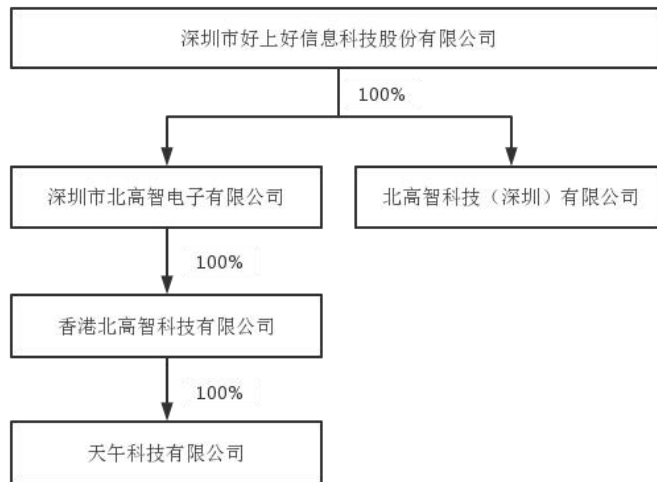 深圳市好上好信息科技股份有限公司
100%
深圳市北高智电子有限公司
北高智科技（深圳）有限公司
100%
香港北高智科技有限公司
100%
天午科技有限公司